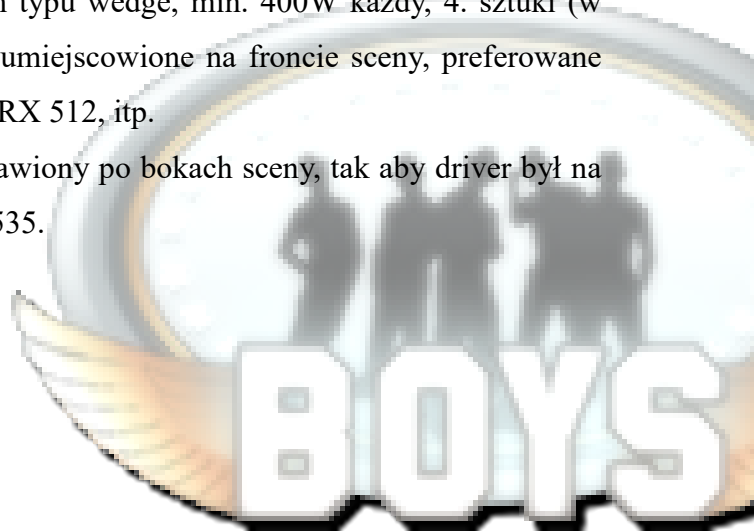 typu wedge, min. 400W każdy, 4. sztuki (w
umiejscowione na froncie sceny, preferowane
RX 512, itp.
awiony po bokach sceny, tak aby driver był na
535.
BOYS